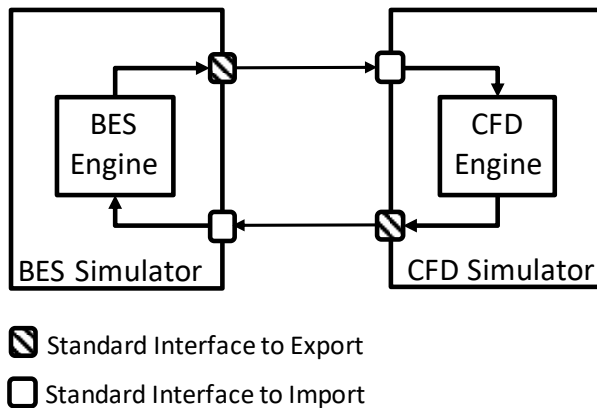 BES
Engine
CFD
Engine
BES Simulator
CFD Simulator
Standard Interface to Export
Standard Interface to Import